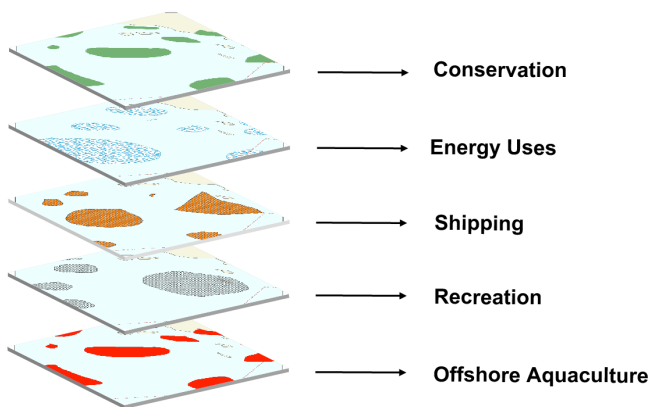 Conservation
Energy Uses
Shipping
Recreation
Offshore Aquaculture